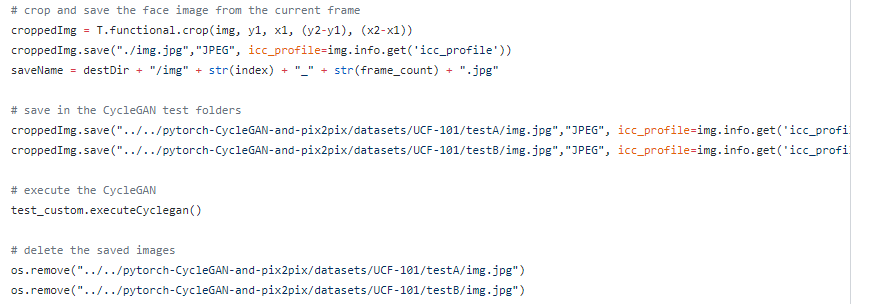 # crop and save the face image from the current frame
croppedImg = T.functional.crop(img, y1, x1, (y2-y1), (x2-x1))
croppedImg.save("./img.jpg","JPEG", icc_profile=img.info.get('icc_profile'))
saveName = destDir + "/img" + str(index) + "_" + str(frame_count) + ".jpg"
# save in the CycleGAN test folders
croppedImg.save("../../pytorch-CycleGAN-and-pix2pix/datasets/UCF-101/testA/img.jpg","JPEG", icc_profile=img.info.get('icc_profi
croppedImg.save("../../pytorch-CycleGAN-and-pix2pix/datasets/UCF-101/testB/img.jpg","JPEG", icc_profile=img.info.get('icc_profi
# execute the CycleGAN
test_custom.executeCyclegan()
# delete the saved images
os.remove("../../pytorch-CycleGAN-and-pix2pix/datasets/UCF-101/testA/img.jpg")
os.remove("../../pytorch-CycleGAN-and-pix2pix/datasets/UCF-101/testB/img.jpg")